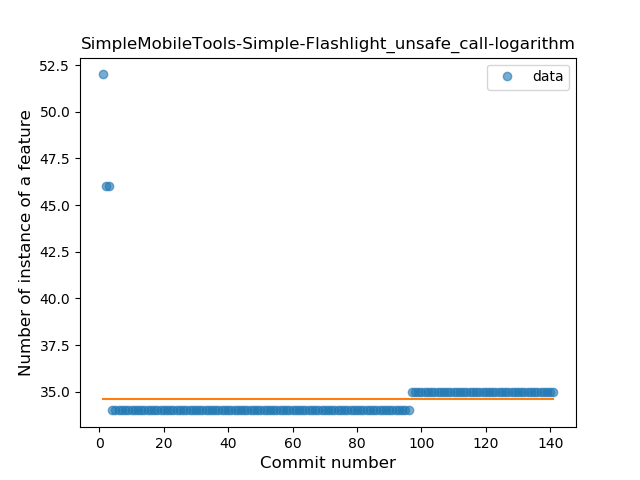 SimpleMobileTools-Simple-Flashlight_unsafe_call-logarithm
data
52.5
50.0
47.5
45.0
42.5
40.0
37.5
35.0
Number of instance of a feature
0 20 40 60 80 100 120 140
Commit number